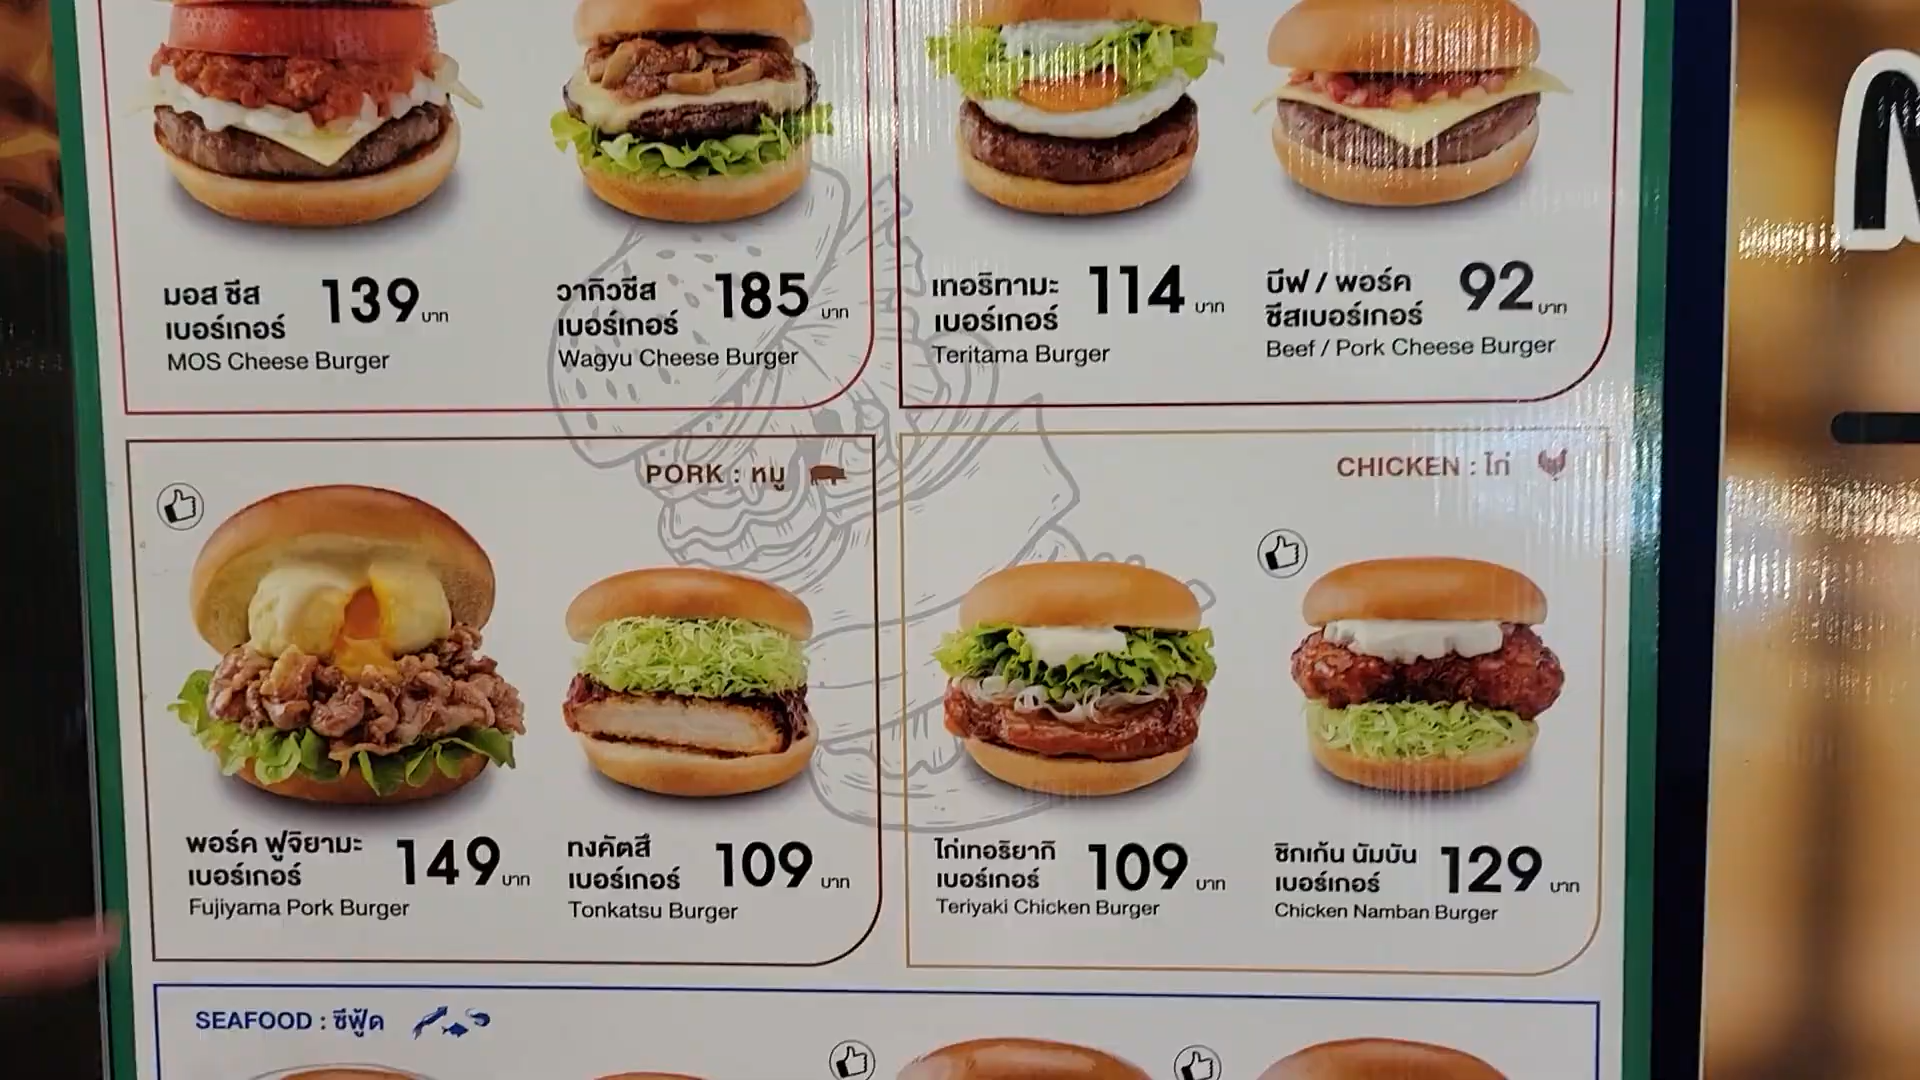 มอส ชีส
เบอร์เกอร์
139 บาท
MOS Cheese Burger
วากิวชีส
เบอร์เกอร์
185 บาท
Wagyu Cheese Burger
เทอริทามะ
เบอร์เกอร์
114 บาท
Teritama Burger
บีฟ / พอร์ค
ชีสเบอร์เกอร์
92 บาท
Beef / Pork Cheese Burger
PORK : หมู
พอร์ค ฟูจิยามะ
เบอร์เกอร์
149 บาท
Fujiyama Pork Burger
ทงคัตสึ
เบอร์เกอร์
109 บาท
Tonkatsu Burger
CHICKEN : ไก่
ไก่เทอริยากิ
เบอร์เกอร์
109 บาท
Teriyaki Chicken Burger
ชิกเก้น นัมบัน
เบอร์เกอร์
129 บาท
Chicken Namban Burger
SEAFOOD : ซีฟู้ด